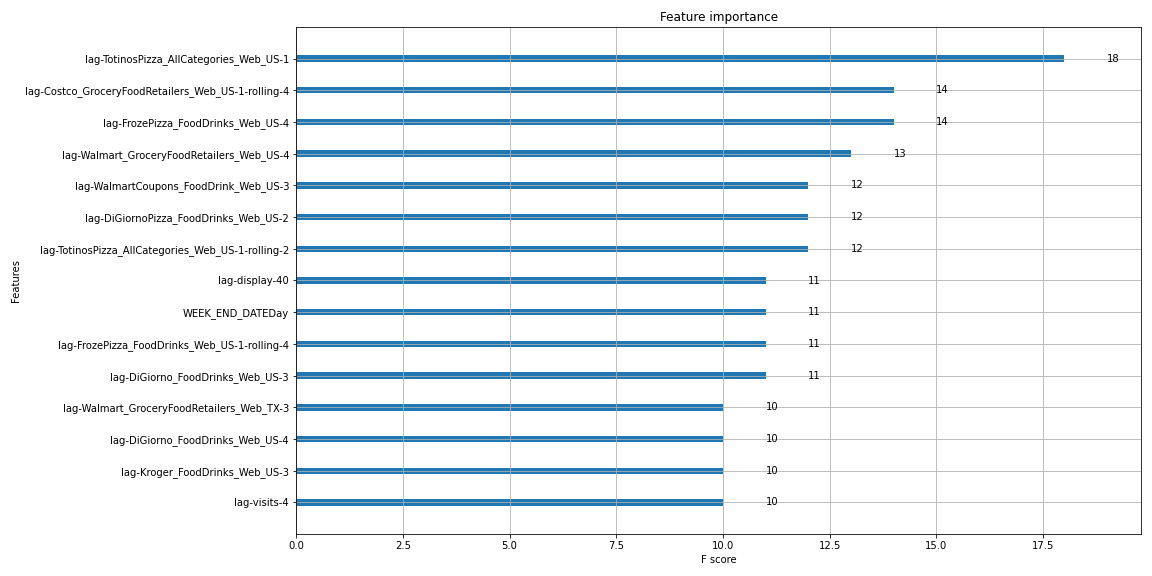 Feature importance
Features
lag-TotinosPizza_AllCategories_Web_US-1 18
lag-Costco_GroceryFoodRetailers_Web_US-1-rolling-4 14
lag-FrozePizza_FoodDrinks_Web_US-4 14
lag-Walmart_GroceryFoodRetailers_Web_US-4 13
lag-WalmartCoupons_FoodDrink_Web_US-3 12
lag-DiGiornoPizza_FoodDrinks_Web_US-2 12
lag-TotinosPizza_AllCategories_Web_US-1-rolling-2 12
lag-display-40 11
WEEK_END_DATEDay 11
lag-FrozePizza_FoodDrinks_Web_US-1-rolling-4 11
lag-DiGiorno_FoodDrinks_Web_US-3 11
lag-Walmart_GroceryFoodRetailers_Web_TX-3 10
lag-DiGiorno_FoodDrinks_Web_US-4 10
lag-Kroger_FoodDrinks_Web_US-3 10
lag-visits-4 10
0.0 2.5 5.0 7.5 10.0 12.5 15.0 17.5
F score